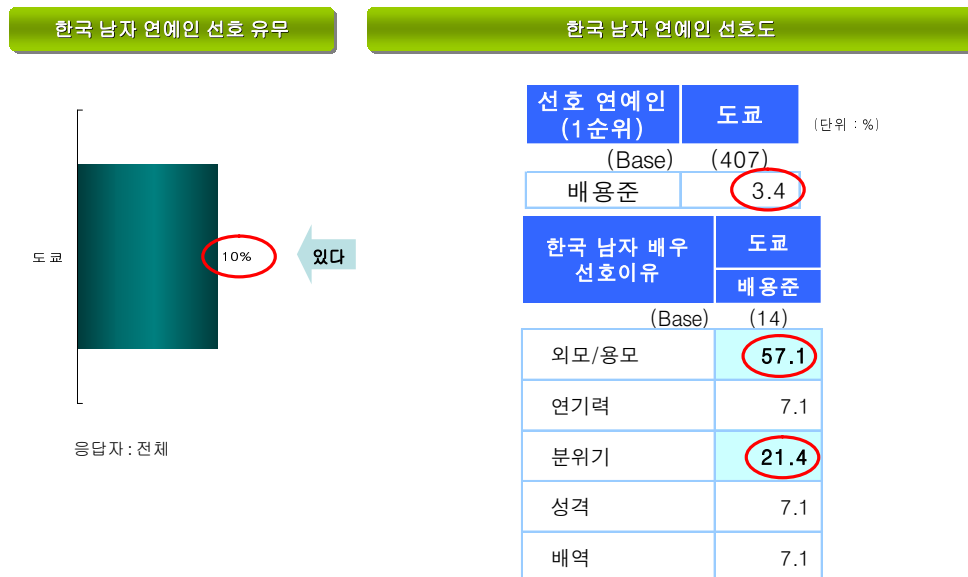 한국 남자 연예인 선호 유무
한국 남자 연예인 선호도
도쿄
10%
있다
응답자 : 전체
선호 연예인
(1순위)
도쿄
(단위 : %)
(Base)
(407)
배용준
3.4
한국 남자 배우
선호이유
도쿄
배용준
(Base)
(14)
외모/용모
57.1
연기력
7.1
분위기
21.4
성격
7.1
배역
7.1